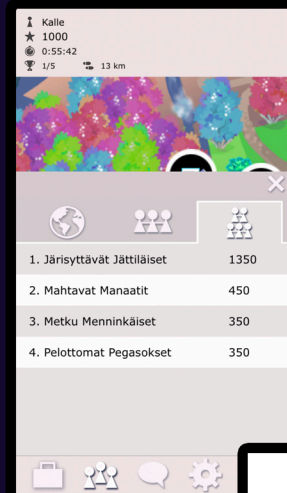 Kalle
1000
0:55:42
1/5 13 km
1. Järisyttävät Jättiläiset 1350
2. Mahtavat Manaatit 450
3. Metku Menninkäiset 350
4. Pelottomat Pegasokset 350